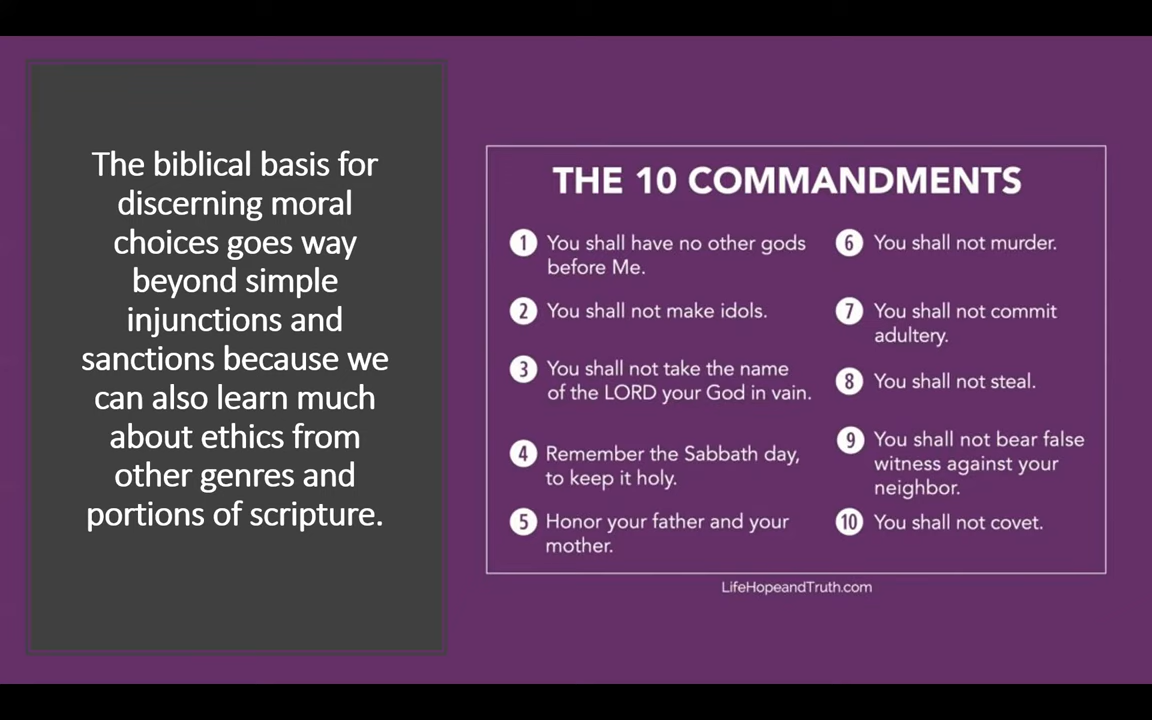 The biblical basis for
discerning moral
choices goes way
beyond simple
injunctions and
sanctions because we
can also learn much
about ethics from
other genres and
portions of scripture.
THE 10 COMMANDMENTS
1 You shall have no other gods
before Me.
2 You shall not make idols.
3 You shall not take the name
of the LORD your God in vain.
4 Remember the Sabbath day,
to keep it holy.
5 Honor your father and your
mother.
6 You shall not murder.
7 You shall not commit
adultery.
8 You shall not steal.
9 You shall not bear false
witness against your
neighbor.
10 You shall not covet.
LifeHopeandTruth.com